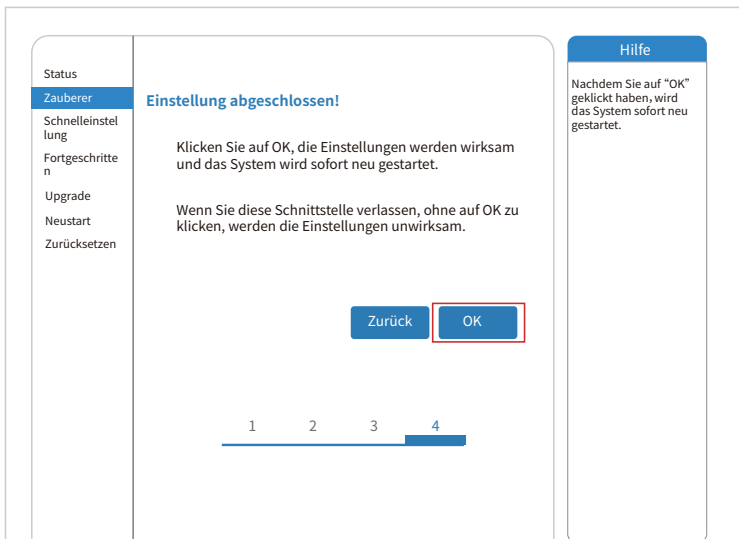 Status
Zauberer
Schnelleinstel
lung
Fortgeschritte
n
Upgrade
Neustart
Zurücksetzen
Einstellung abgeschlossen!
Klicken Sie auf OK, die Einstellungen werden wirksam
und das System wird sofort neu gestartet.
Wenn Sie diese Schnittstelle verlassen, ohne auf OK zu
klicken, werden die Einstellungen unwirksam.
Zurück
OK
1 2 3 4
Hilfe
Nachdem Sie auf “OK”
geklickt haben, wird
das System sofort neu
gestartet.